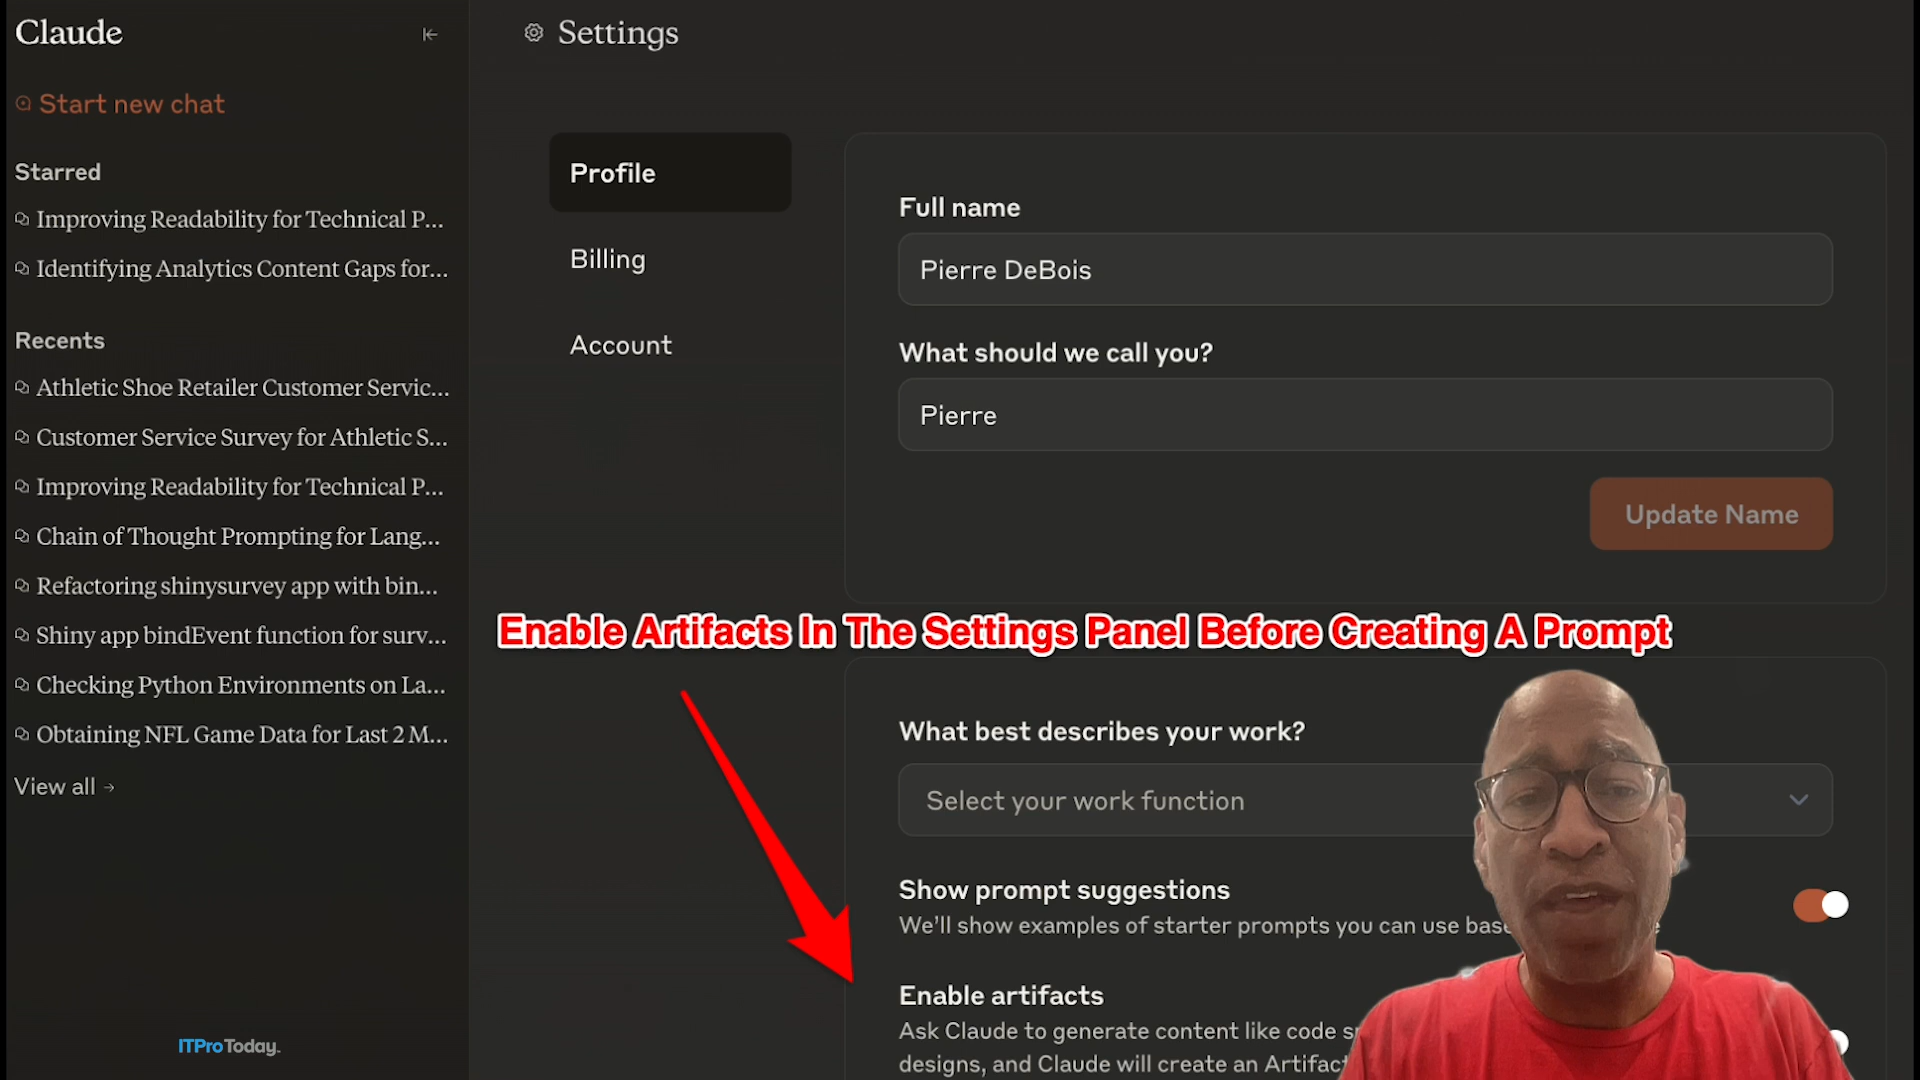 Claude
Settings
Start new chat
Starred
Improving Readability for Technical P...
Identifying Analytics Content Gaps for...
Recents
Athletic Shoe Retailer Customer Servic...
Customer Service Survey for Athletic S...
Improving Readability for Technical P...
Chain of Thought Prompting for Lang...
Refactoring shinysurvey app with bin...
Shiny app bindEvent function for surv...
Checking Python Environments on La...
Obtaining NFL Game Data for Last 2 M...
View all →
ITProToday.
Profile
Billing
Account
Full name
Pierre DeBois
What should we call you?
Pierre
Update Name
Enable Artifacts In The Settings Panel Before Creating A Prompt
What best describes your work?
Select your work function
Show prompt suggestions
We'll show examples of starter prompts you can use
Enable artifacts
Ask Claude to generate content like code
designs, and Claude will create an